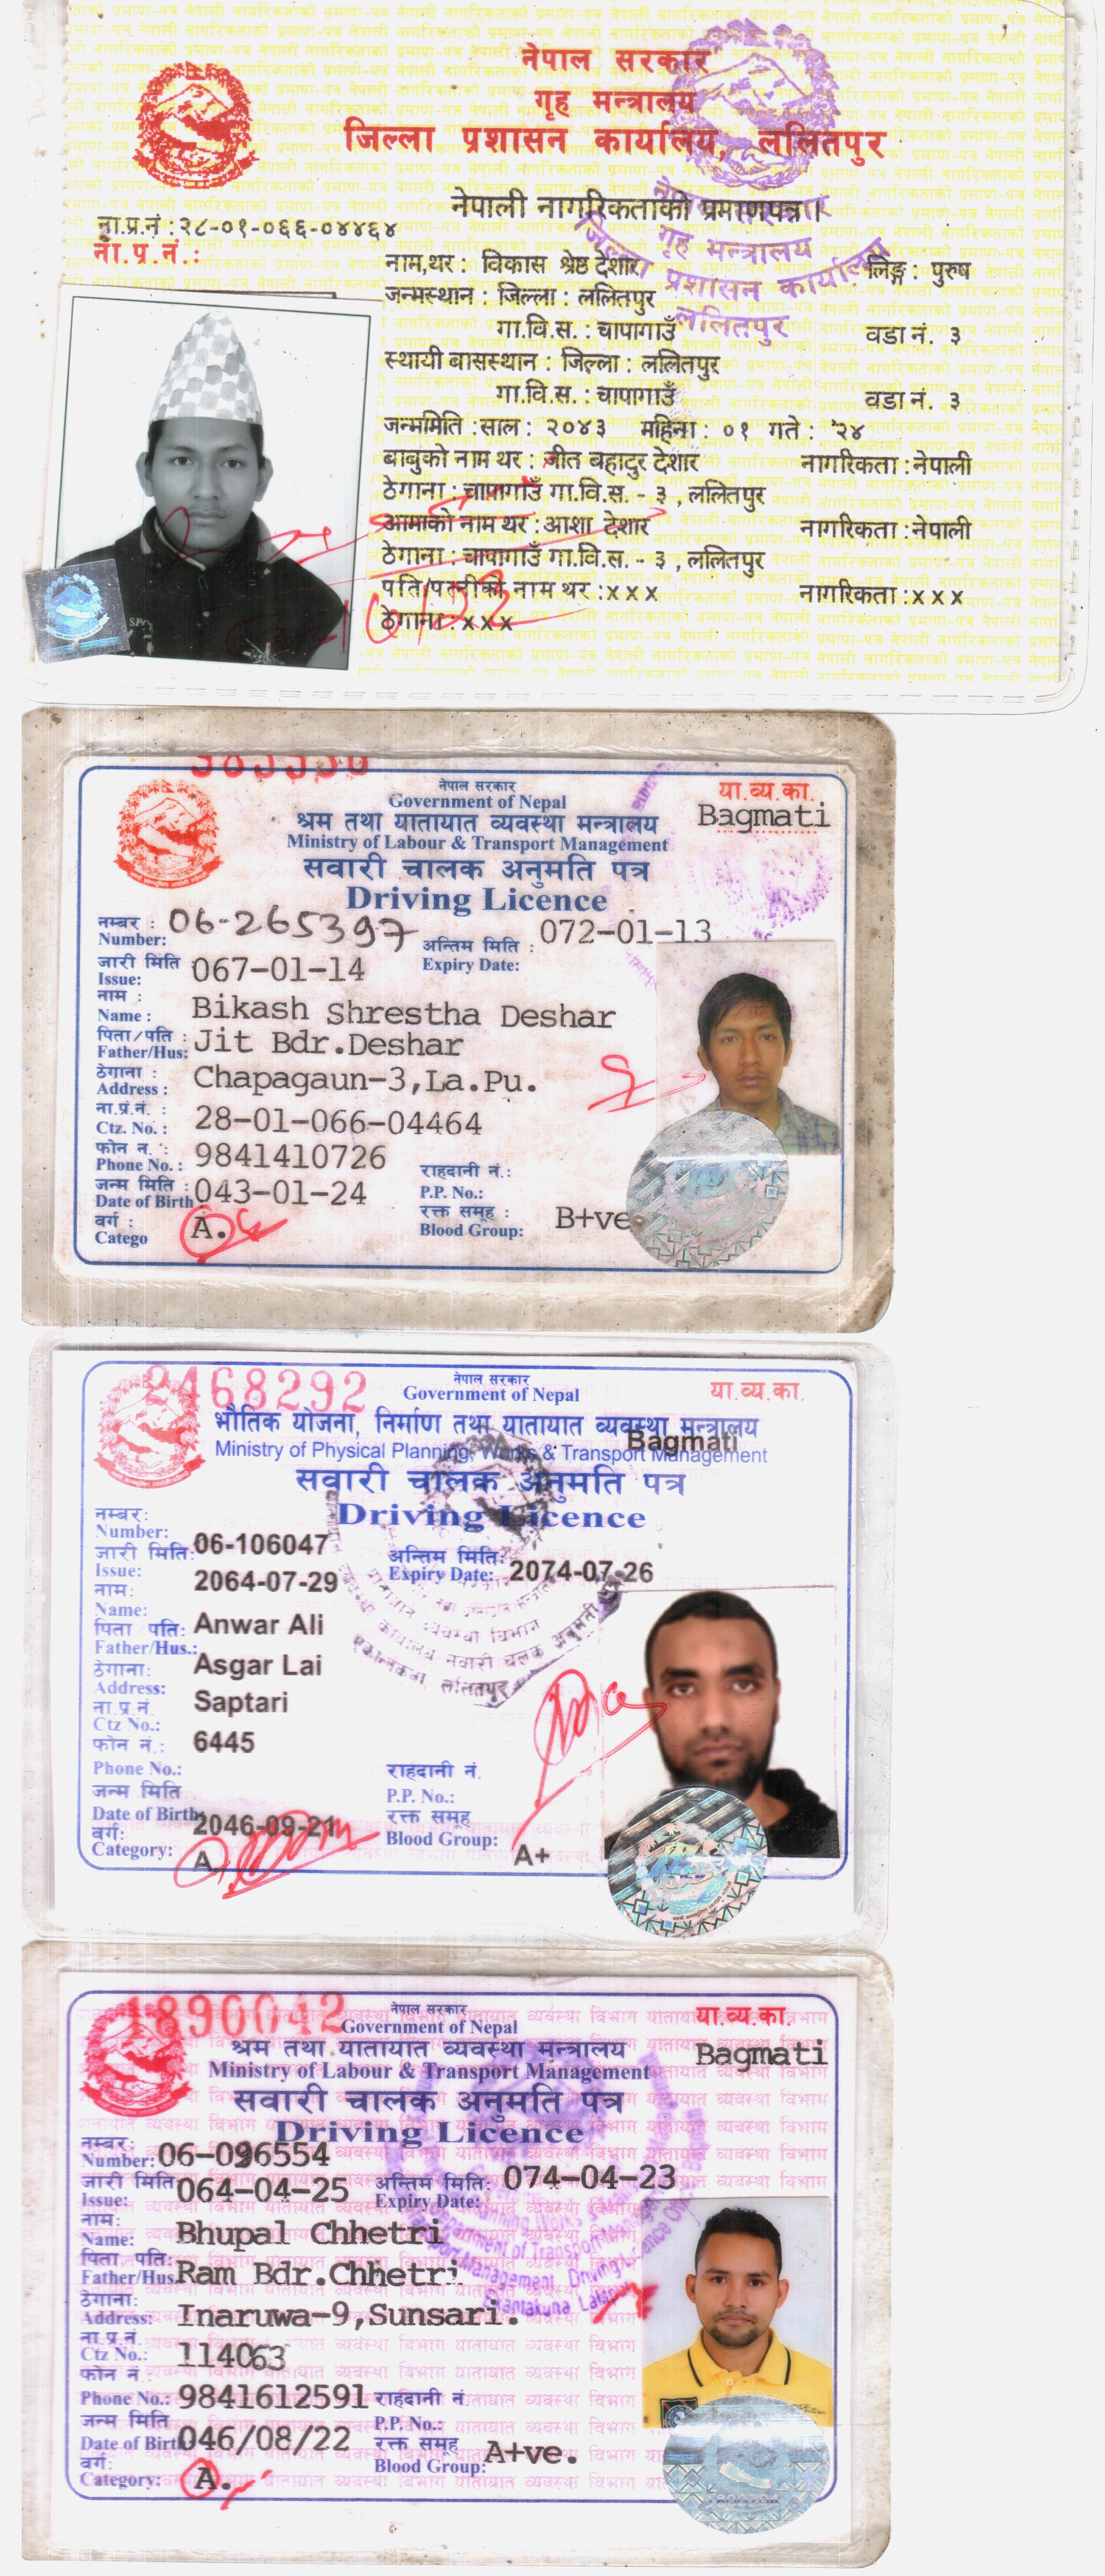 नेपाल सरकार
गृह मन्त्रालय
जिल्ला प्रशासन कार्यालय, ललितपुर
नेपाली नागरिकताको प्रमाणपत्र।
ना.प्र.नं :२८-०१-०६६-०४४६४
ना.प्र.नं.:
नाम,थर : विकास श्रेष्ठ देशार लिङ्ग : पुरुष
जन्मस्थान : जिल्ला : ललितपुर
गा.वि.स. : चापागाउँ वडा नं. ३
स्थायी बासस्थान : जिल्ला : ललितपुर
गा.वि.स. : चापागाउँ वडा नं. ३
जन्ममिति :साल : २०४३ महिना : ०१ गते : २४
बाबुको नाम थर : जीत बहादुर देशार नागरिकता :नेपाली
ठेगाना : चापागाउँ गा.वि.स. - ३ , ललितपुर
आमाको नाम थर : आशा देशार नागरिकता :नेपाली
ठेगाना : चापागाउँ गा.वि.स. - ३ , ललितपुर
पति/पत्नीको नाम थर :x x x नागरिकता :x x x
ठेगाना : x x x
गृह मन्त्रालय
जिल्ला प्रशासन कार्यालय
ललितपुर
नेपाल सरकार
Government of Nepal
श्रम तथा यातायात व्यवस्था मन्त्रालय
Ministry of Labour & Transport Management
सवारी चालक अनुमति पत्र
Driving Licence
या.व्य.का.
Bagmati
नम्बर :
Number: 06-265397
अन्तिम मिति : 072-01-13
Expiry Date:
जारी मिति
Issue: 067-01-14
नाम :
Name : Bikash Shrestha Deshar
पिता/पति :
Father/Hus: Jit Bdr.Deshar
ठेगाना :
Address : Chapagaun-3,La.Pu.
ना.प्र.नं. :
Ctz. No. : 28-01-066-04464
फोन न. :
Phone No. : 9841410726
राहदानी नं.:
P.P. No.:
जन्म मिति :
Date of Birth 043-01-24
रक्त समूह :
Blood Group: B+ve
वर्ग :
Catego A.
2468292
नेपाल सरकार
Government of Nepal
या.व्य.का.
भौतिक योजना, निर्माण तथा यातायात व्यवस्था मन्त्रालय
Bagmati
Ministry of Physical Planning, Works & Transport Management
सवारी चालक अनुमति पत्र
Driving Licence
नम्बर:
Number: 06-106047
जारी मिति:
Issue: 2064-07-29
अन्तिम मिति:
Expiry Date: 2074-07-26
नाम:
Name: Anwar Ali
पिता पति:
Father/Hus.: Asgar Lai
ठेगाना:
Address: Saptari
ना.प्र.नं.
Ctz No.: 6445
फोन नं.:
Phone No.:
राहदानी नं.
P.P. No.:
जन्म मिति
Date of Birth: 2046-09-21
रक्त समूह
Blood Group: A+
वर्ग:
Category: A
1896042
नेपाल सरकार
Government of Nepal
या.व्य.का.
श्रम तथा यातायात व्यवस्था मन्त्रालय
Bagmati
Ministry of Labour & Transport Management
सवारी चालक अनुमति पत्र
Driving Licence
नम्बर:
Number: 06-096554
जारी मिति
Issue: 064-04-25
अन्तिम मिति: 074-04-23
Expiry Date:
नाम:
Name: Bhupal Chhetri
पिता पति:
Father/Hus. Ram Bdr.Chhetri
ठेगाना:
Address: Inaruwa-9,Sunsari.
ना.प्र.नं.
Ctz No.: 114063
फोन नं.
Phone No.: 9841612591
राहदानी नं.
P.P. No.:
जन्म मिति
Date of Birth 046/08/22
रक्त समूह
Blood Group: A+ve.
वर्ग:
Category: A.